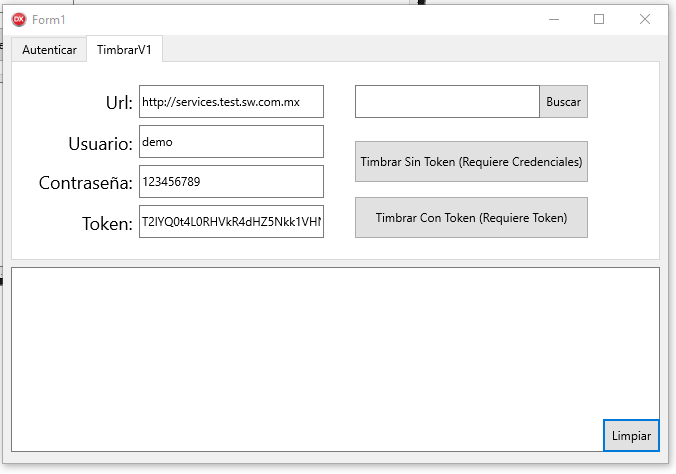 DX Form1
Autenticar TimbrarV1
Url: http://services.test.sw.com.mx Buscar
Usuario: demo
Timbrar Sin Token (Requiere Credenciales)
Contraseña: 123456789
Token: T2lYQ0t4L0RHVkR4dHZ5Nkk1VHN Timbrar Con Token (Requiere Token)
Limpiar